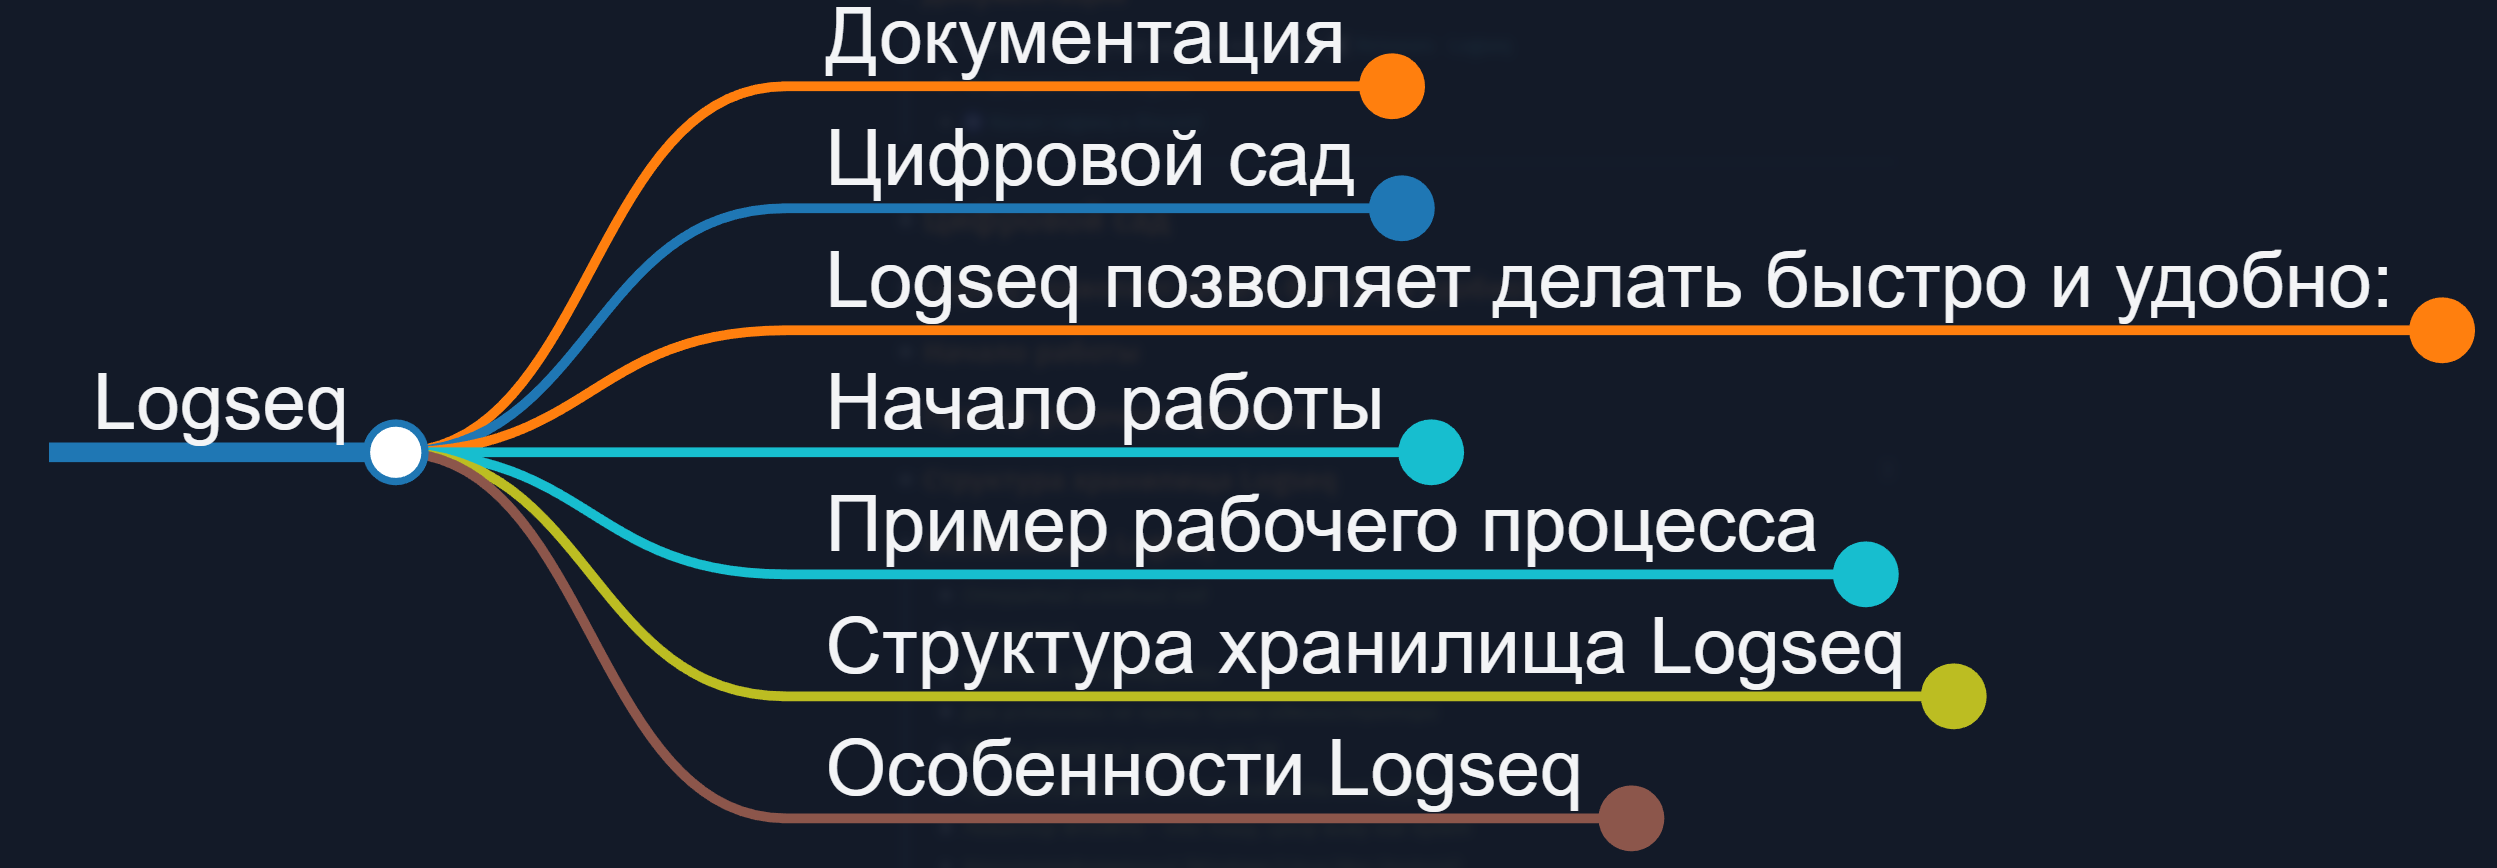 Документация
Цифровой сад
Logseq позволяет делать быстро и удобно:
Logseq
Начало работы
Пример рабочего процесса
Структура хранилища Logseq
Особенности Logseq